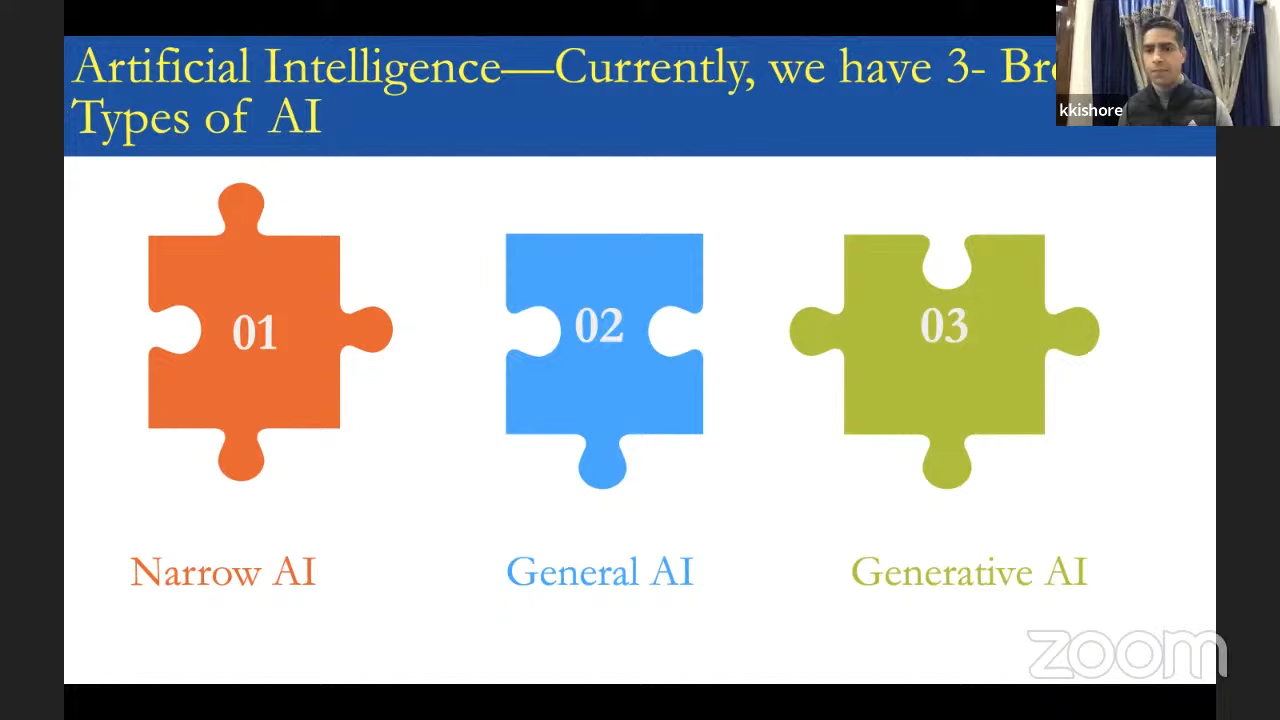 Artificial Intelligence—Currently, we have 3-
Types of AI
kkishore
01
02
03
Narrow AI
General AI
Generative AI
zoom